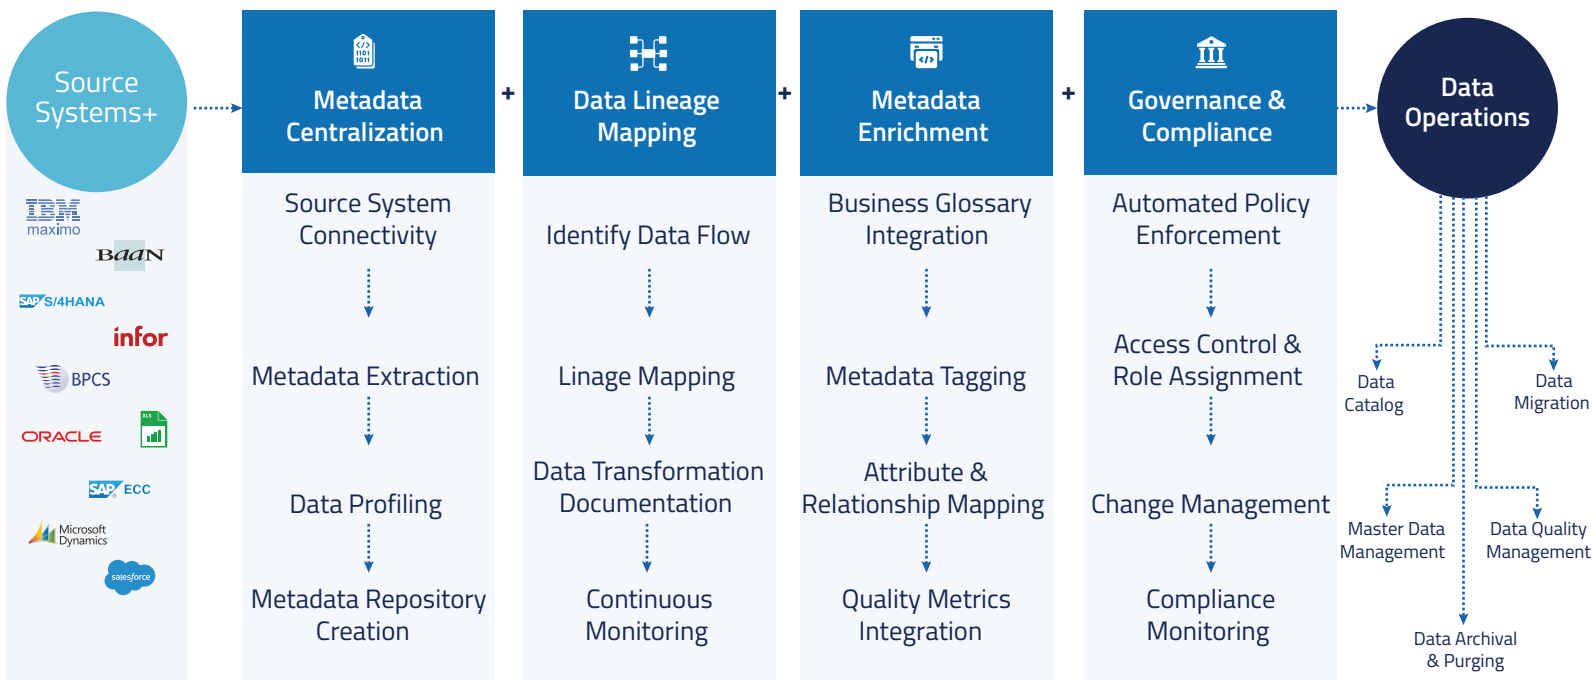 Source
Systems+
IBM
maximo
BaaN
SAP S/4HANA
infor
BPCS
ORACLE
XLS
SAP ECC
Microsoft
Dynamics
salesforce
</>
1101
1011
Metadata
Centralization
Source System
Connectivity
Metadata Extraction
Data Profiling
Metadata Repository
Creation
+
Data Lineage
Mapping
Identify Data Flow
Linage Mapping
Data Transformation
Documentation
Continuous
Monitoring
+
</>
Metadata
Enrichment
Business Glossary
Integration
Metadata Tagging
Attribute &
Relationship Mapping
Quality Metrics
Integration
+
Governance &
Compliance
Automated Policy
Enforcement
Access Control &
Role Assignment
Change Management
Compliance
Monitoring
Data
Operations
Data
Catalog
Data
Migration
Master Data
Management
Data Quality
Management
Data Archival
& Purging